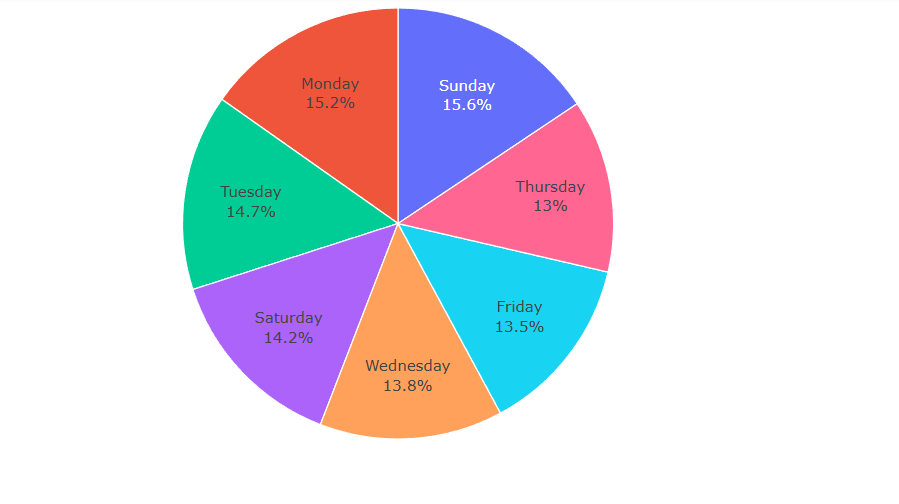 Monday
15.2%
Sunday
15.6%
Tuesday
14.7%
Thursday
13%
Saturday
14.2%
Friday
13.5%
Wednesday
13.8%